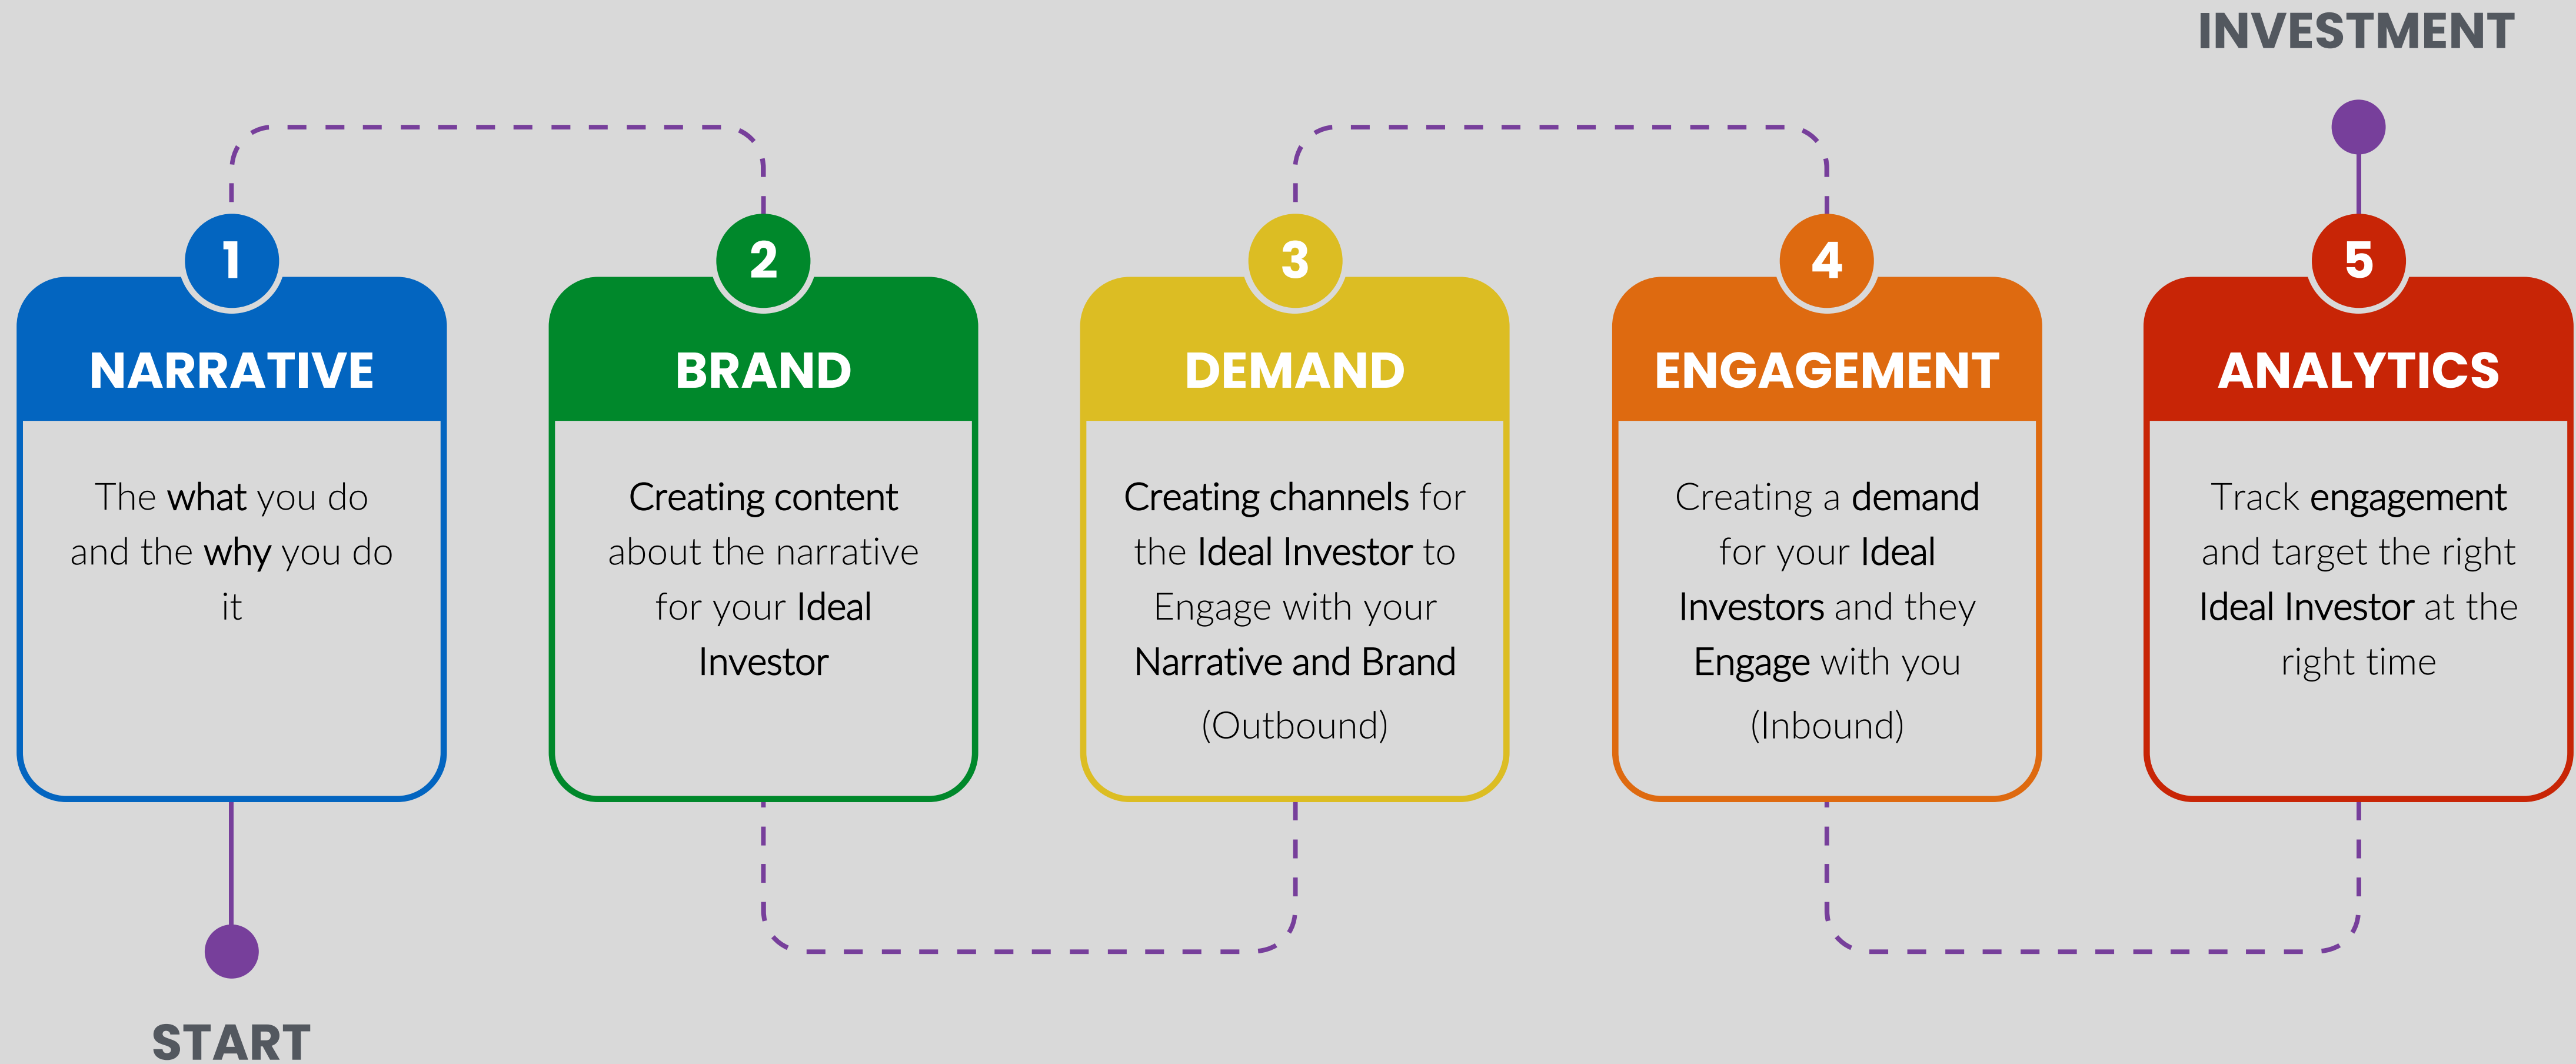 INVESTMENT
1
NARRATIVE
The what you do
and the why you do
it
2
BRAND
Creating content
about the narrative
for your Ideal
Investor
3
DEMAND
Creating channels for
the Ideal Investor to
Engage with your
Narrative and Brand
(Outbound)
4
ENGAGEMENT
Creating a demand
for your Ideal
Investors and they
Engage with you
(Inbound)
5
ANALYTICS
Track engagement
and target the right
Ideal Investor at the
right time
START